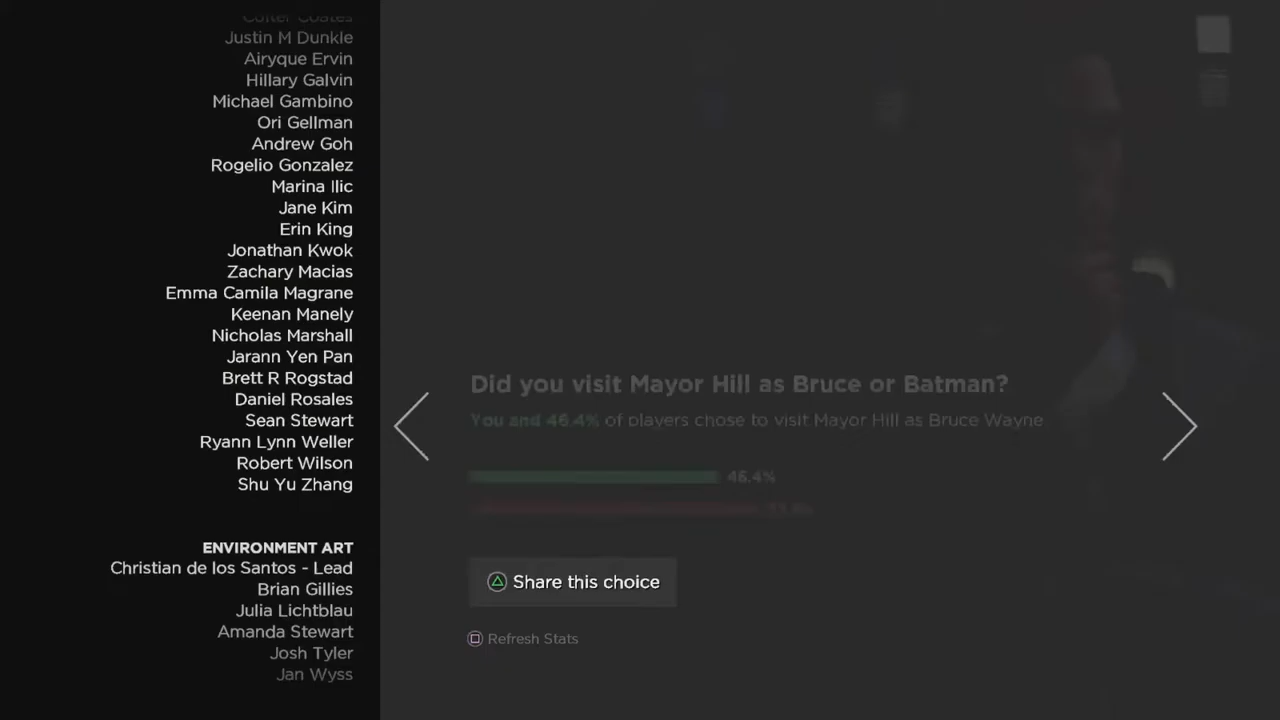 Colter Coates
Justin M Dunkle
Airyque Ervin
Hillary Galvin
Michael Gambino
Ori Gellman
Andrew Goh
Rogelio Gonzalez
Marina Ilic
Jane Kim
Erin King
Jonathan Kwok
Zachary Macias
Emma Camila Magrane
Keenan Manely
Nicholas Marshall
Jarann Yen Pan
Brett R Rogstad
Daniel Rosales
Sean Stewart
Ryann Lynn Weller
Robert Wilson
Shu Yu Zhang
ENVIRONMENT ART
Christian de los Santos - Lead
Brian Gillies
Julia Lichtblau
Amanda Stewart
Josh Tyler
Jan Wyss
Did you visit Mayor Hill as Bruce or Batman?
You and 46.4% of players chose to visit Mayor Hill as Bruce Wayne
46.4%
Share this choice
Refresh Stats